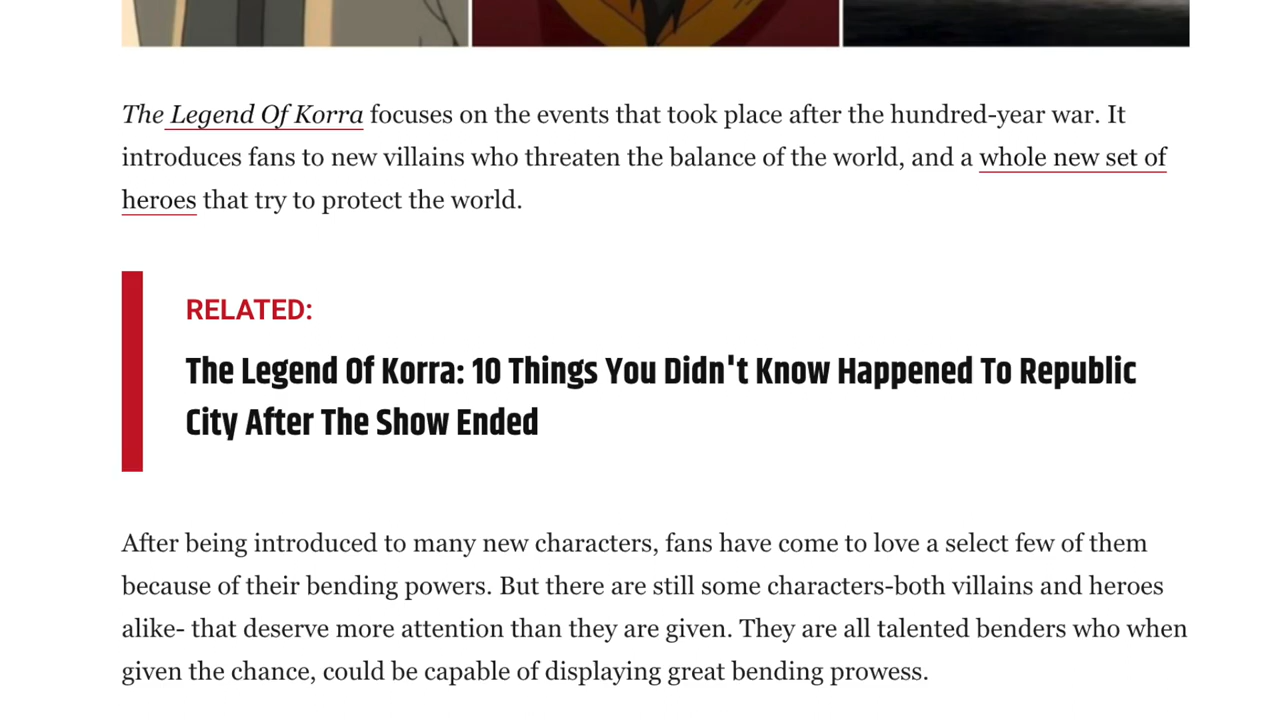 The Legend Of Korra focuses on the events that took place after the hundred-year war. It
introduces fans to new villains who threaten the balance of the world, and a whole new set of
heroes that try to protect the world.
RELATED:
The Legend Of Korra: 10 Things You Didn't Know Happened To Republic
City After The Show Ended
After being introduced to many new characters, fans have come to love a select few of them
because of their bending powers. But there are still some characters-both villains and heroes
alike- that deserve more attention than they are given. They are all talented benders who when
given the chance, could be capable of displaying great bending prowess.